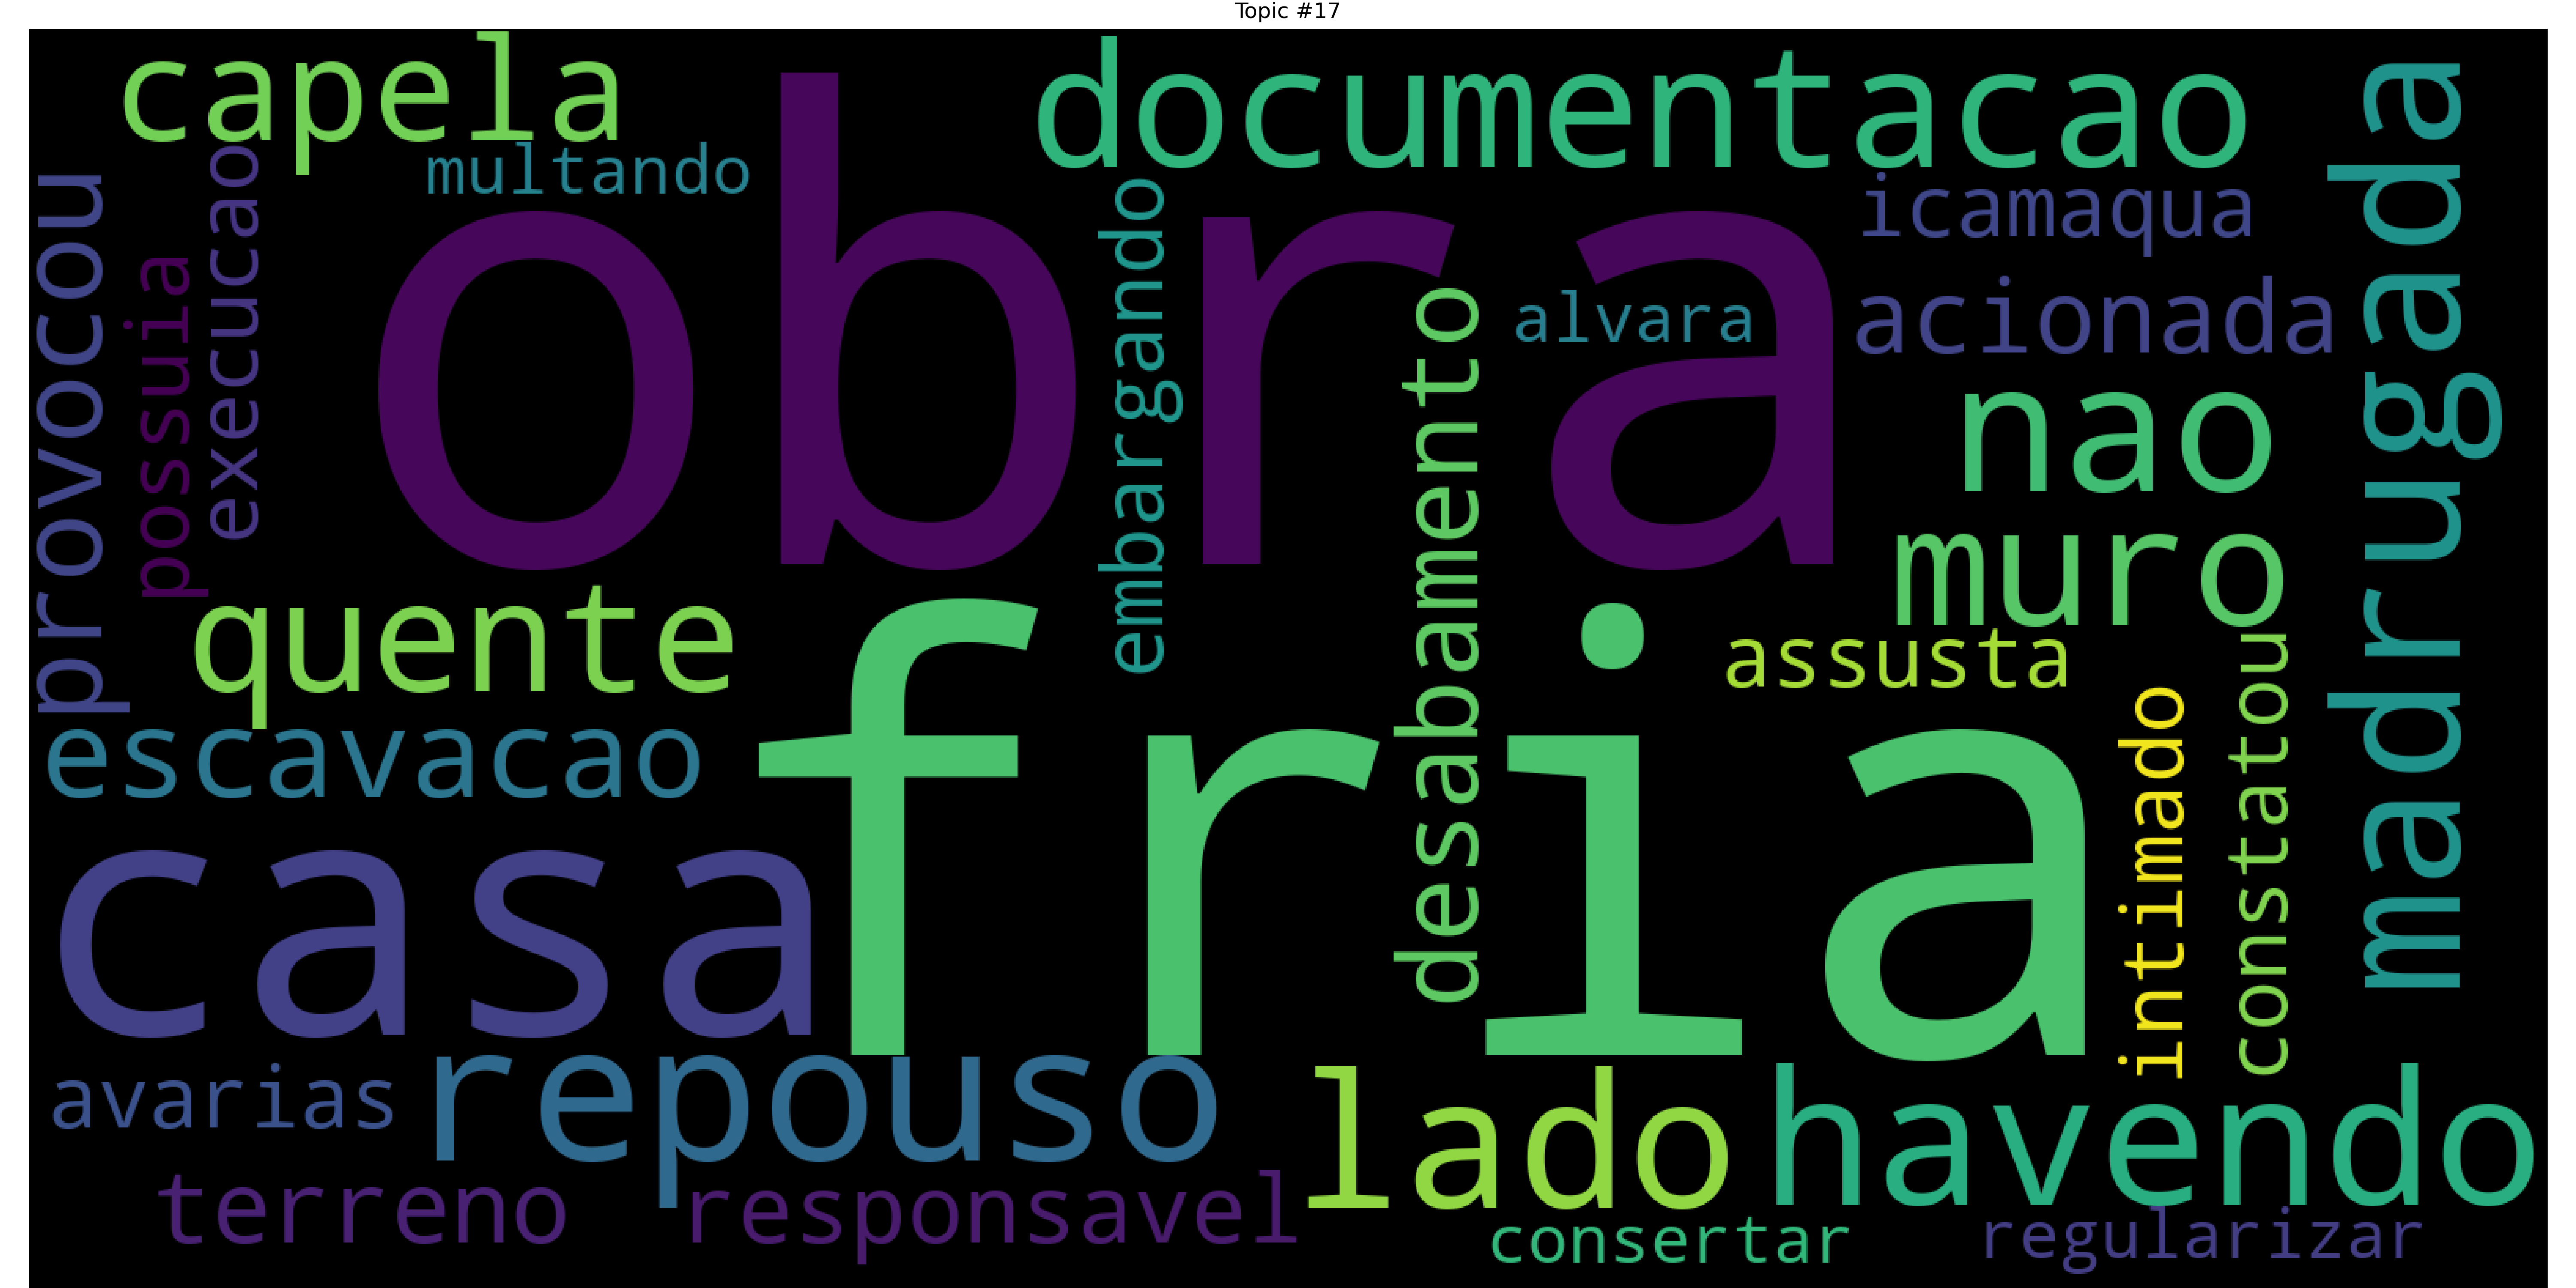 Topic #17
capela
documentacao
multando
icamaqua
madrugada
provocou
possuia
execucao
obra
embargando
alvara
acionada
desabamento
nao
muro
quente
assusta
escavacao
fria
intimado
constatou
casa
avarias
repouso
lado
havendo
terreno
responsavel
consertar
regularizar